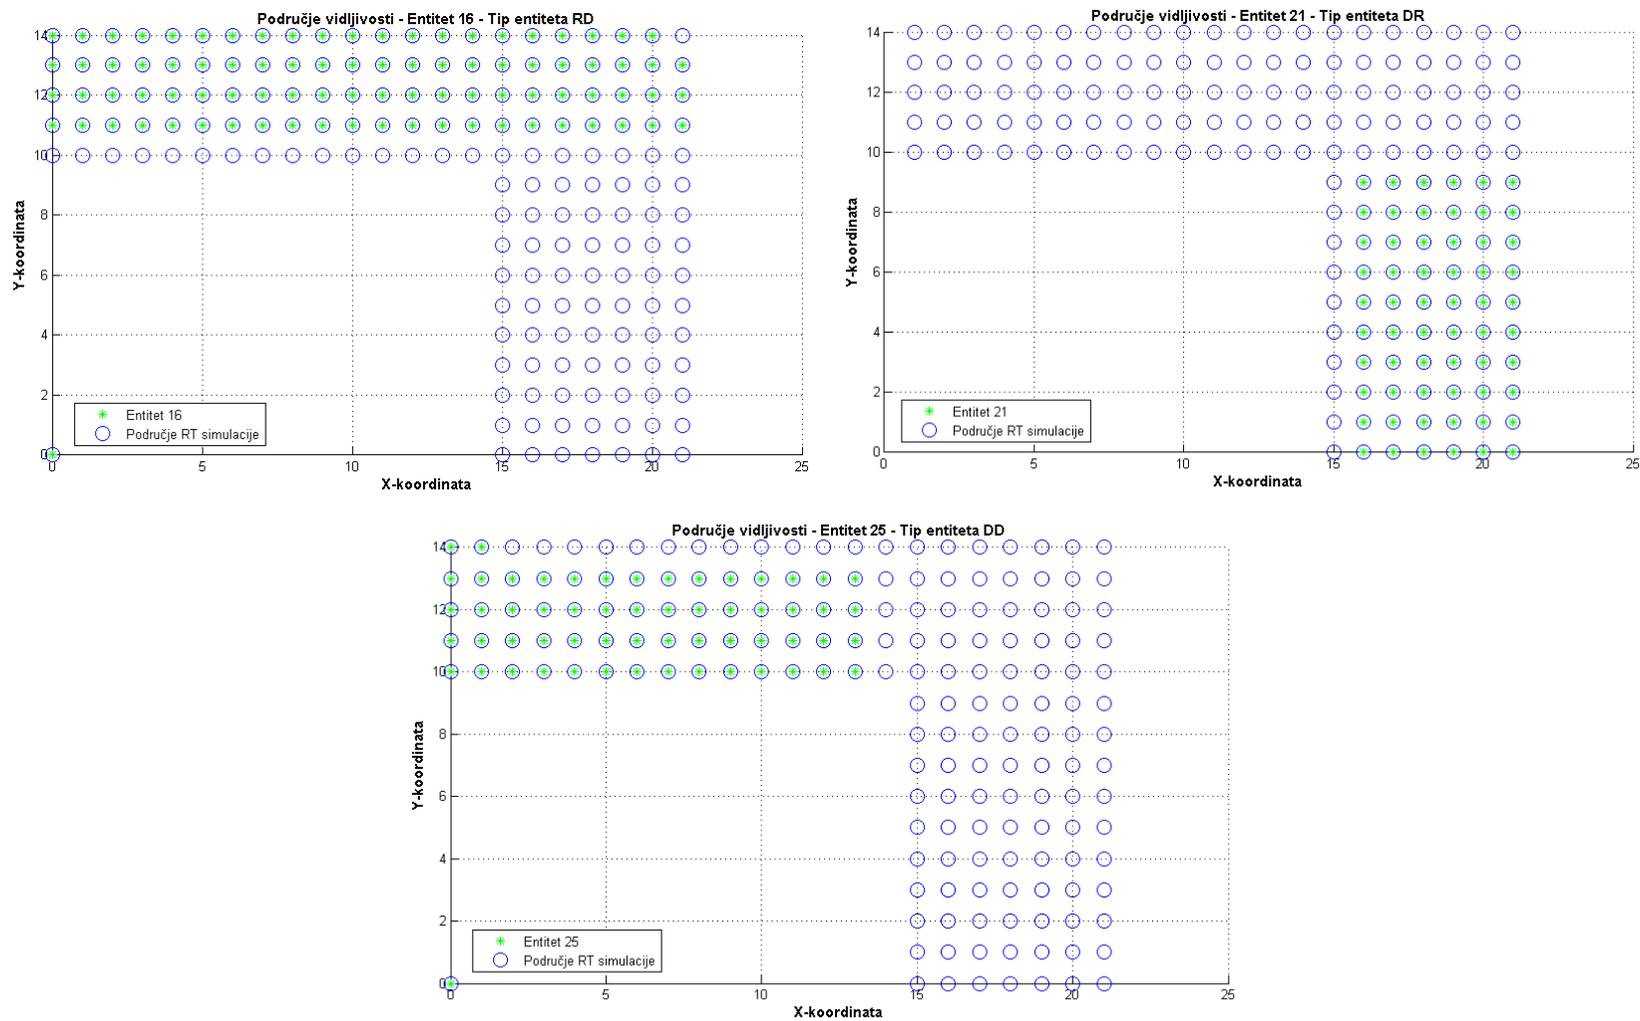 Područje vidljivosti - Entitet 16 - Tip entiteta RD
14
12
10
8
6
4
2
0
0 5 10 15 20 25
Y-koordinata
X-koordinata
Entitet 16
Područje RT simulacije
Područje vidljivosti - Entitet 21 - Tip entiteta DR
14
12
10
8
6
4
2
0
0 5 10 15 20 25
Y-koordinata
X-koordinata
Entitet 21
Područje RT simulacije
Područje vidljivosti - Entitet 25 - Tip entiteta DD
14
12
10
8
6
4
2
0
0 5 10 15 20 25
Y-koordinata
X-koordinata
Entitet 25
Područje RT simulacije